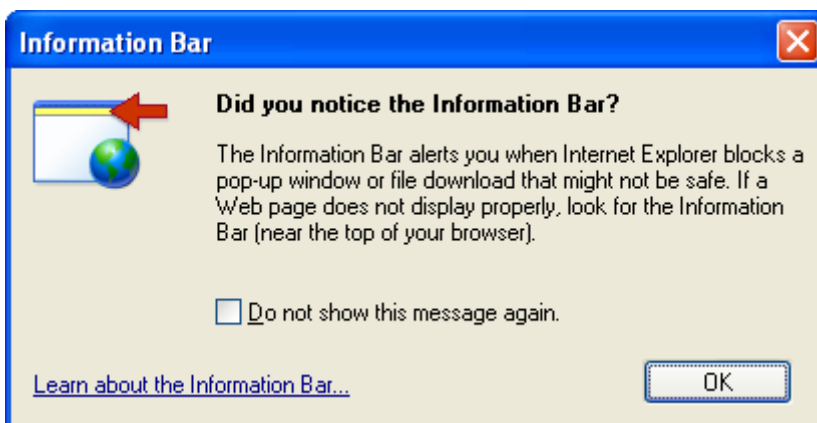 Information Bar
Did you notice the Information Bar?
The Information Bar alerts you when Internet Explorer blocks a
pop-up window or file download that might not be safe. If a
Web page does not display properly, look for the Information
Bar (near the top of your browser).
Do not show this message again.
Learn about the Information Bar...
OK